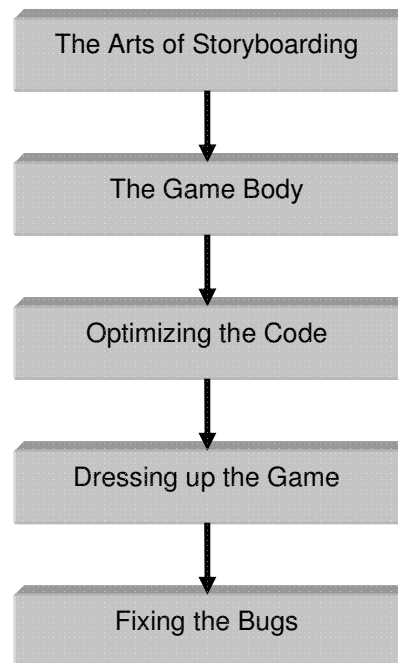 The Arts of Storyboarding
The Game Body
Optimizing the Code
Dressing up the Game
Fixing the Bugs